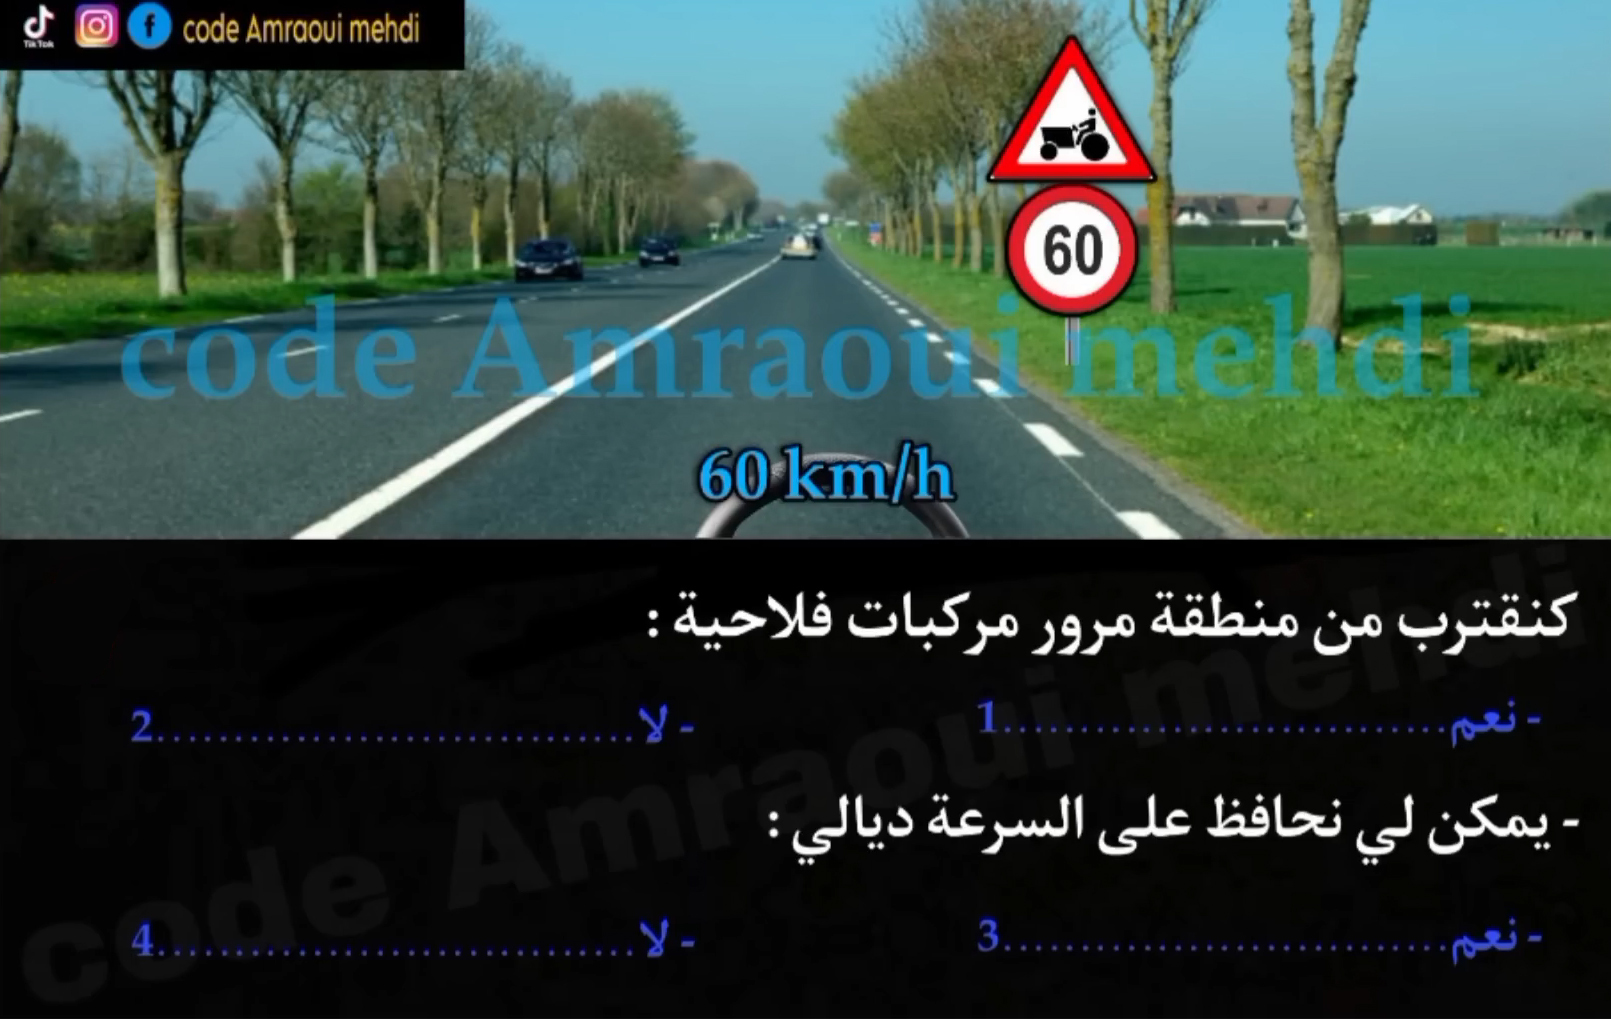 TikTok
code Amraoui mehdi
60
code Amraoui mehdi
60 km/h
كنقترب من منطقة مرور مركبات فلاحية :
- نعم.............................1
- لا...............................2
- يمكن لي نحافظ على السرعة ديالي :
- نعم.............................3
- لا...............................4
code Amraoui mehdi